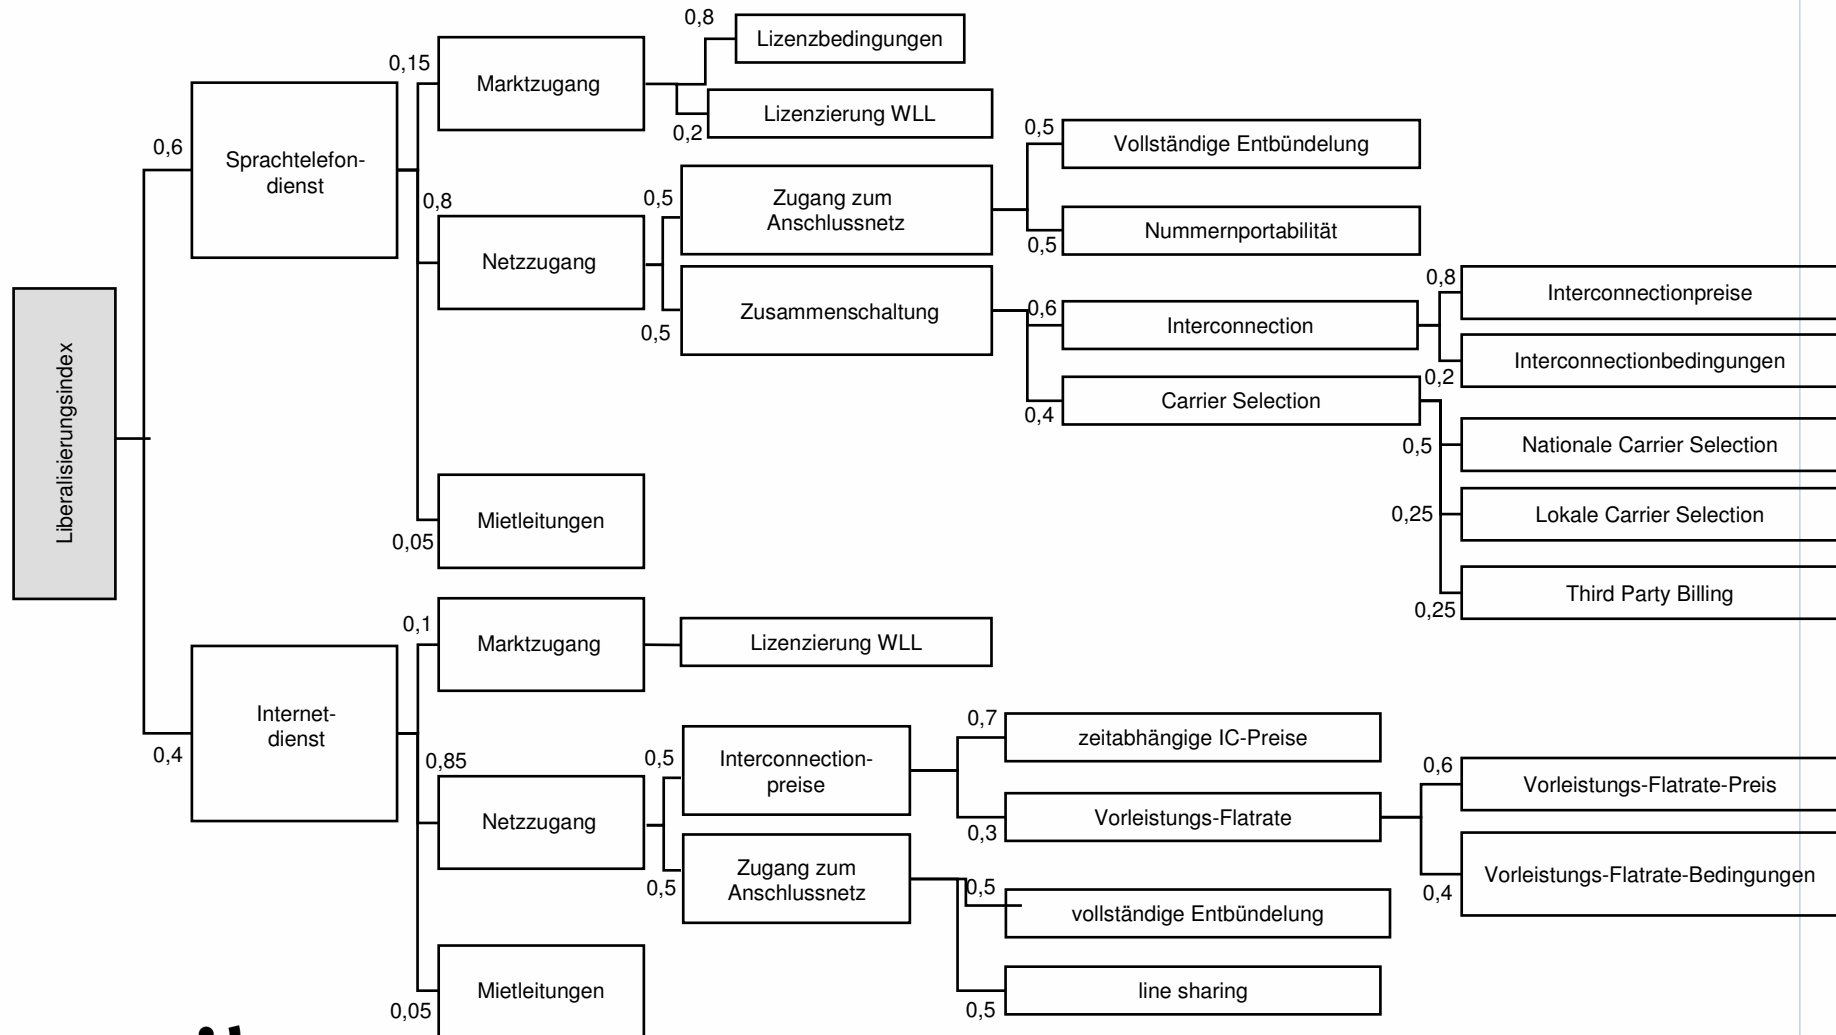 0,8
Lizenzbedingungen
0,15
Marktzugang
Lizenzierung WLL
0,2
0,5
Vollständige Entbündelung
0,6
Sprachtelefon-
dienst
0,8
0,5
Zugang zum
Anschlussnetz
Nummernportabilität
0,5
Netzzugang
0,8
Interconnectionpreise
Zusammenschaltung
0,5
0,6
Interconnection
Interconnectionbedingungen
0,2
Carrier Selection
0,4
Liberalisierungsindex
0,5
Nationale Carrier Selection
Mietleitungen
0,05
0,25
Lokale Carrier Selection
Third Party Billing
0,25
0,1
Marktzugang
Lizenzierung WLL
Internet-
dienst
0,4
0,85
0,5
Interconnection-
preise
0,7
zeitabhängige IC-Preise
0,6
Vorleistungs-Flatrate-Preis
Netzzugang
0,3
Vorleistungs-Flatrate
Zugang zum
Anschlussnetz
0,5
Vorleistungs-Flatrate-Bedingungen
0,4
0,5
vollständige Entbündelung
Mietleitungen
0,05
line sharing
0,5